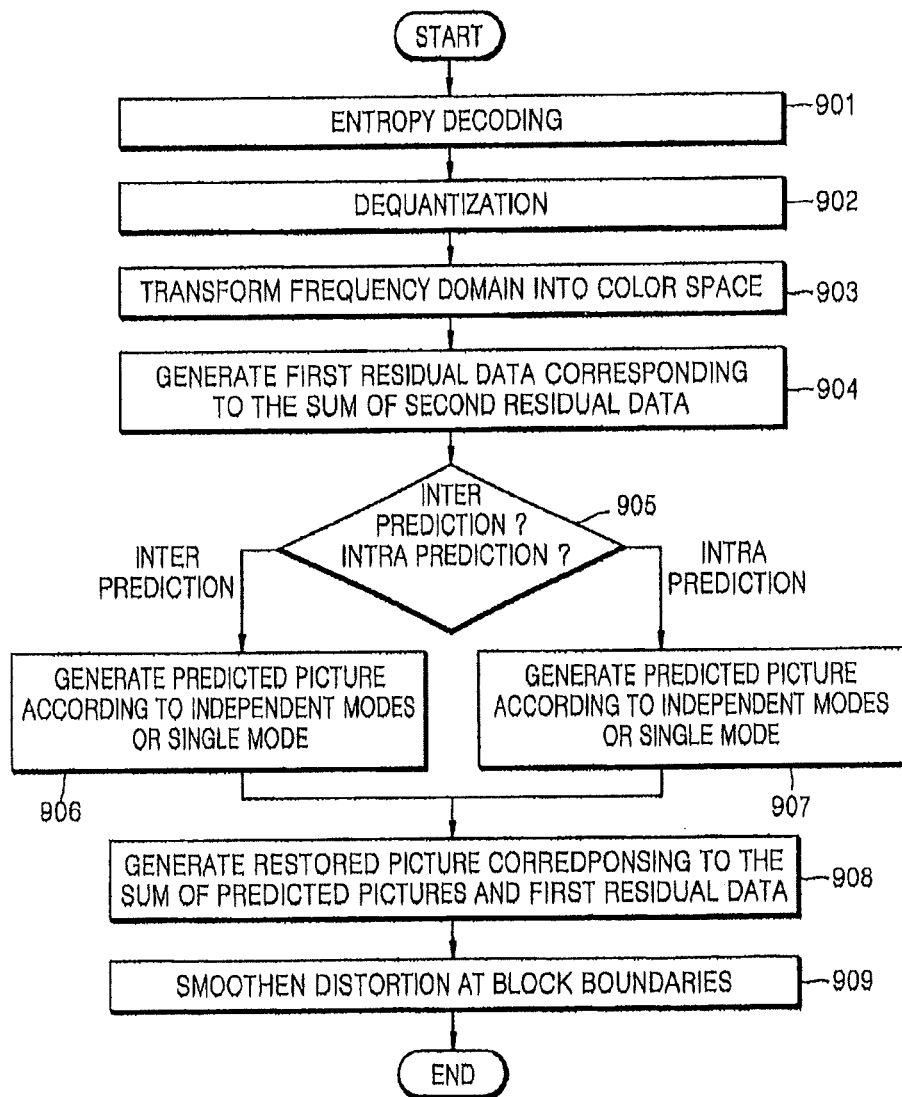 START
ENTROPY DECODING
901
DEQUANTIZATION
902
TRANSFORM FREQUENCY DOMAIN INTO COLOR SPACE
903
GENERATE FIRST RESIDUAL DATA CORRESPONDING
TO THE SUM OF SECOND RESIDUAL DATA
904
INTER
PREDICTION ?
INTRA PREDICTION ?
905
INTER
PREDICTION
INTRA
PREDICTION
GENERATE PREDICTED PICTURE
ACCORDING TO INDEPENDENT MODES
OR SINGLE MODE
906
GENERATE PREDICTED PICTURE
ACCORDING TO INDEPENDENT MODES
OR SINGLE MODE
907
GENERATE RESTORED PICTURE CORREDPONSING TO THE
SUM OF PREDICTED PICTURES AND FIRST RESIDUAL DATA
908
SMOOTHEN DISTORTION AT BLOCK BOUNDARIES
909
END